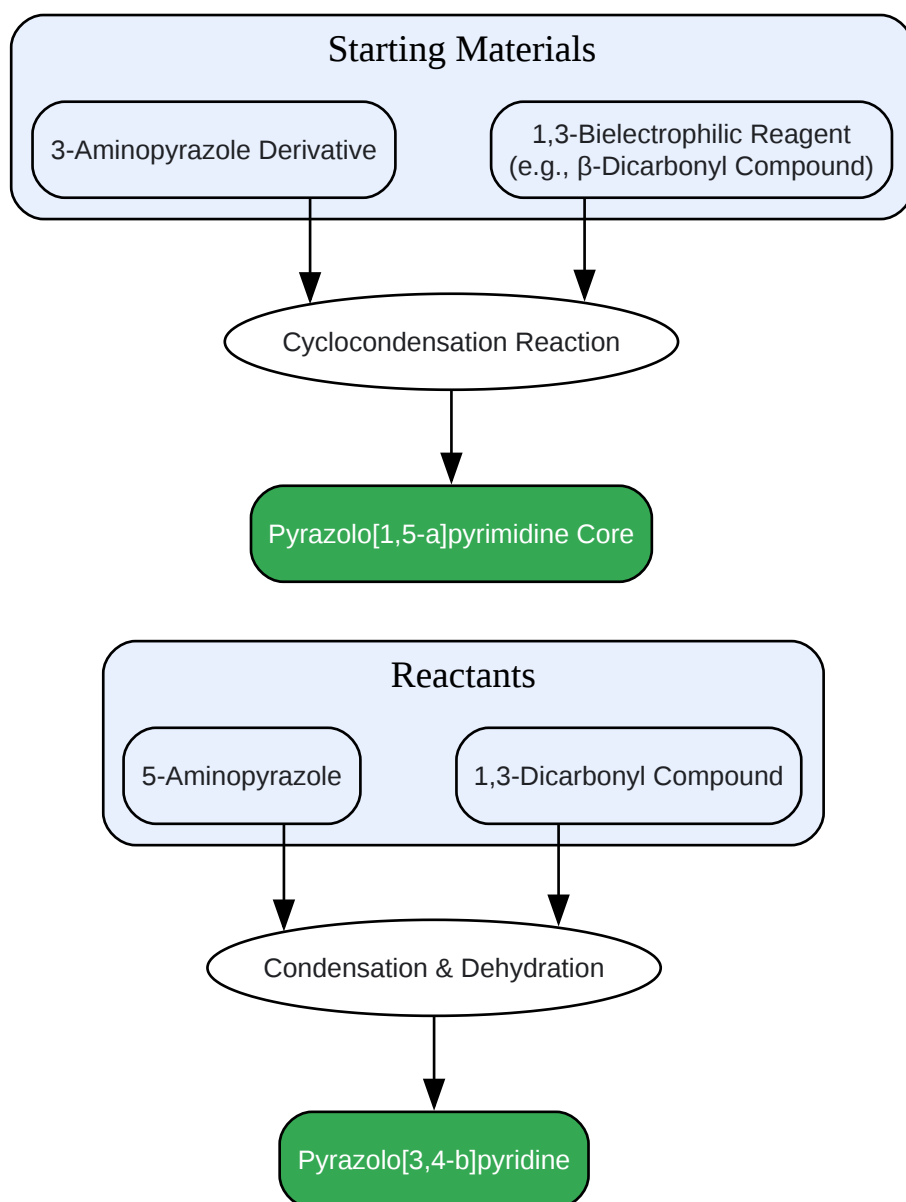 Starting Materials
3-Aminopyrazole Derivative
1,3-Bielectrophilic Reagent
(e.g., β-Dicarbonyl Compound)
Cyclocondensation Reaction
Pyrazolo[1,5-a]pyrimidine Core
Reactants
5-Aminopyrazole
1,3-Dicarbonyl Compound
Condensation & Dehydration
Pyrazolo[3,4-b]pyridine